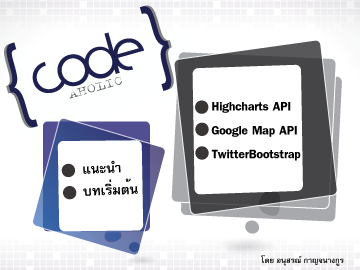 {code}
AHOLIC
Highcharts API
Google Map API
TwitterBootstrap
แนะนำ
บทเริ่มต้น
โดย อนุสรณ์ กาญจนางกูร